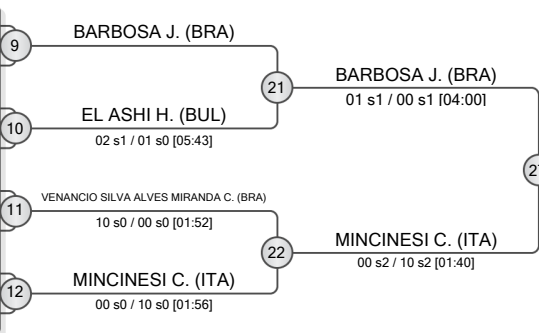 9
BARBOSA J. (BRA)
21
BARBOSA J. (BRA)
01 s1 / 00 s1 [04:00]
10
EL ASHI H. (BUL)
02 s1 / 01 s0 [05:43]
11
VENANCIO SILVA ALVES MIRANDA C. (BRA)
10 s0 / 00 s0 [01:52]
22
MINCINESI C. (ITA)
00 s2 / 10 s2 [01:40]
12
MINCINESI C. (ITA)
00 s0 / 10 s0 [01:56]